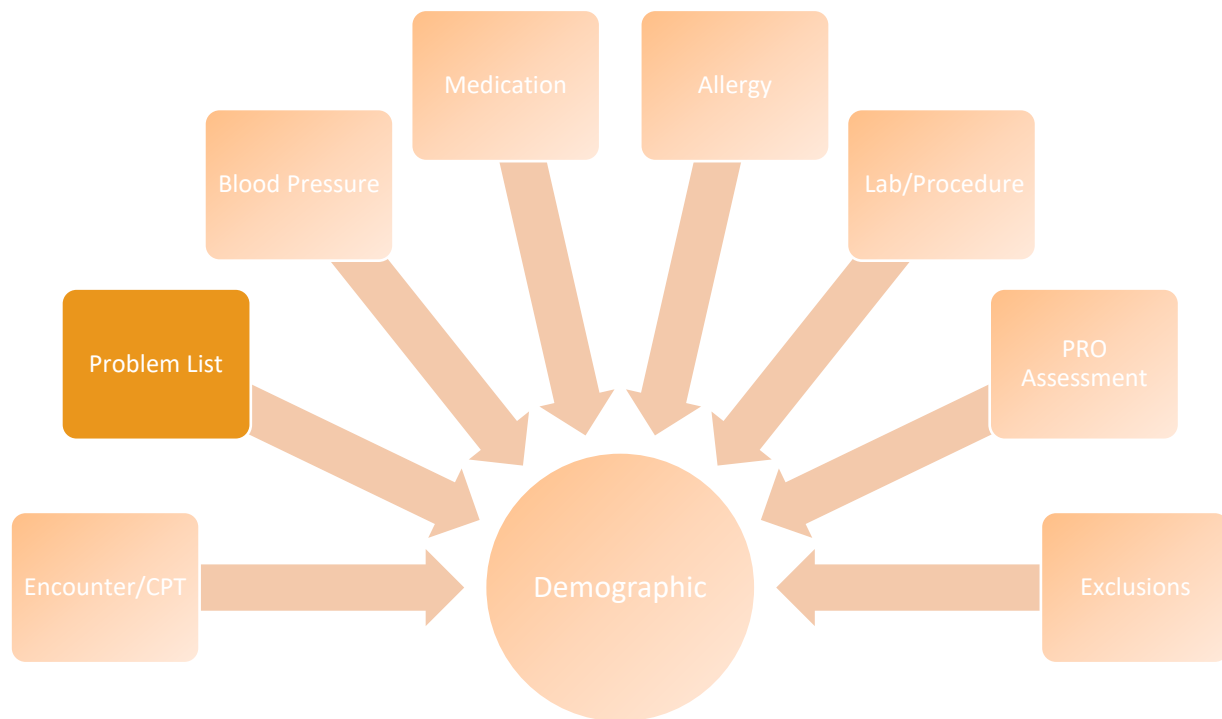 Medication
Allergy
Blood Pressure
Lab/Procedure
Problem List
PRO
Assessment
Encounter/CPT
Demographic
Exclusions